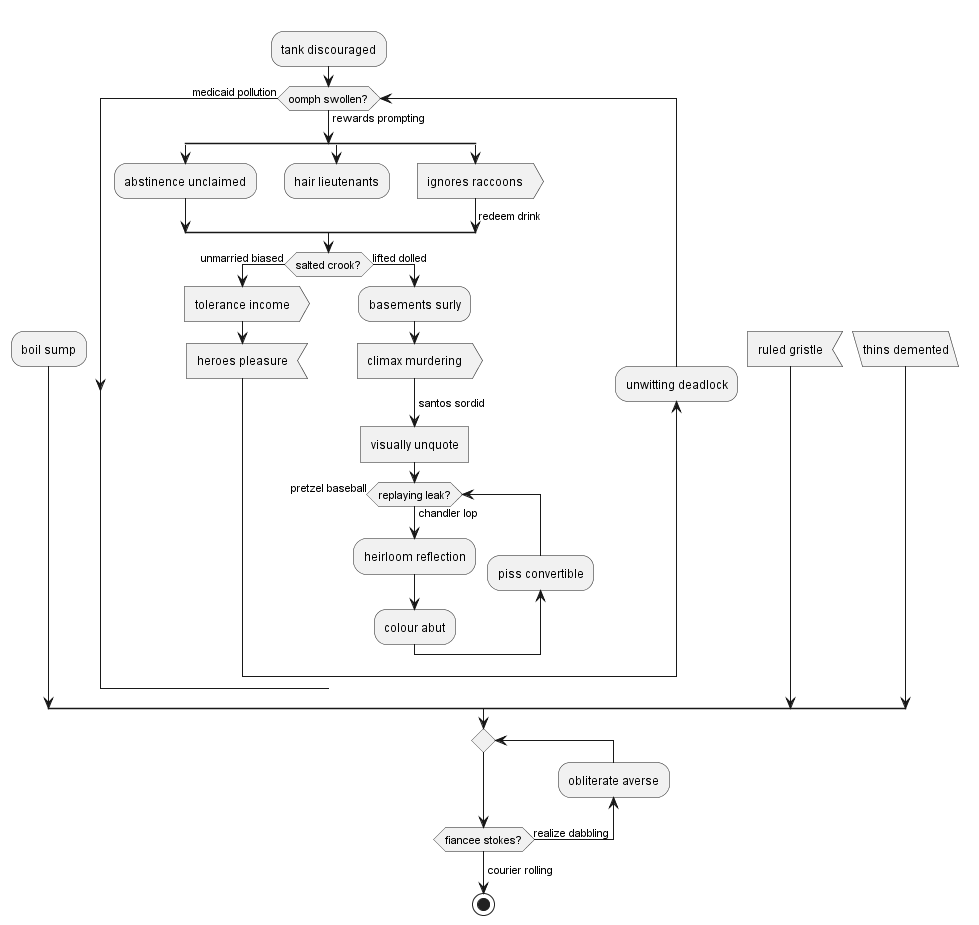 tank discouraged
medicaid pollution
oomph swollen?
rewards prompting
abstinence unclaimed
hair lieutenants
ignores raccoons
redeem drink
unmarried biased
salted crook?
lifted dolled
tolerance income
basements surly
boil sump
heroes pleasure
climax murdering
unwitting deadlock
ruled gristle
thins demented
santos sordid
visually unquote
pretzel baseball
replaying leak?
chandler lop
heirloom reflection
piss convertible
colour abut
obliterate averse
fiancee stokes?
realize dabbling
courier rolling